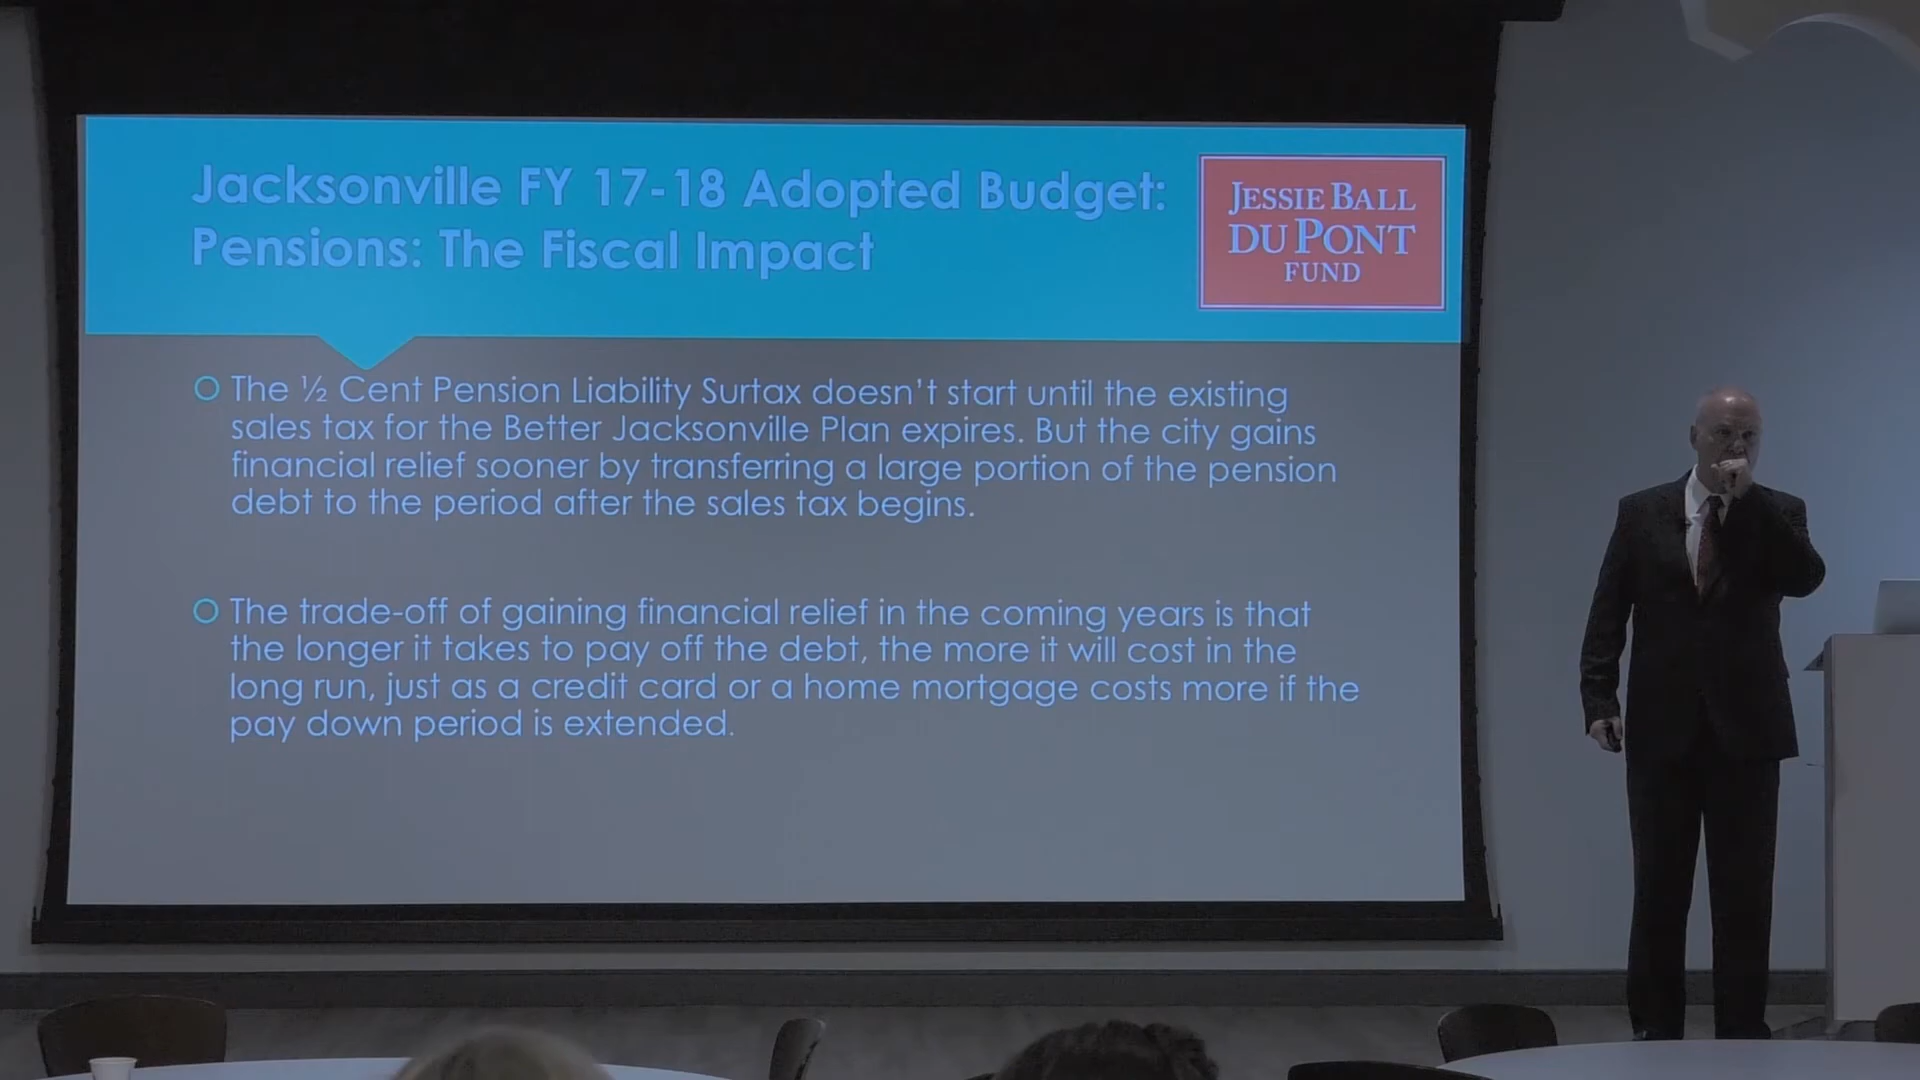 Jacksonville FY 17-18 Adopted Budget:
Pensions: The Fiscal Impact
JESSIE BALL
DU PONT
FUND
The ½ Cent Pension Liability Surtax doesn't start until the existing
sales tax for the Better Jacksonville Plan expires. But the city gains
financial relief sooner by transferring a large portion of the pension
debt to the period after the sales tax begins.
The trade-off of gaining financial relief in the coming years is that
the longer it takes to pay off the debt, the more it will cost in the
long run, just as a credit card or a home mortgage costs more if the
pay down period is extended.